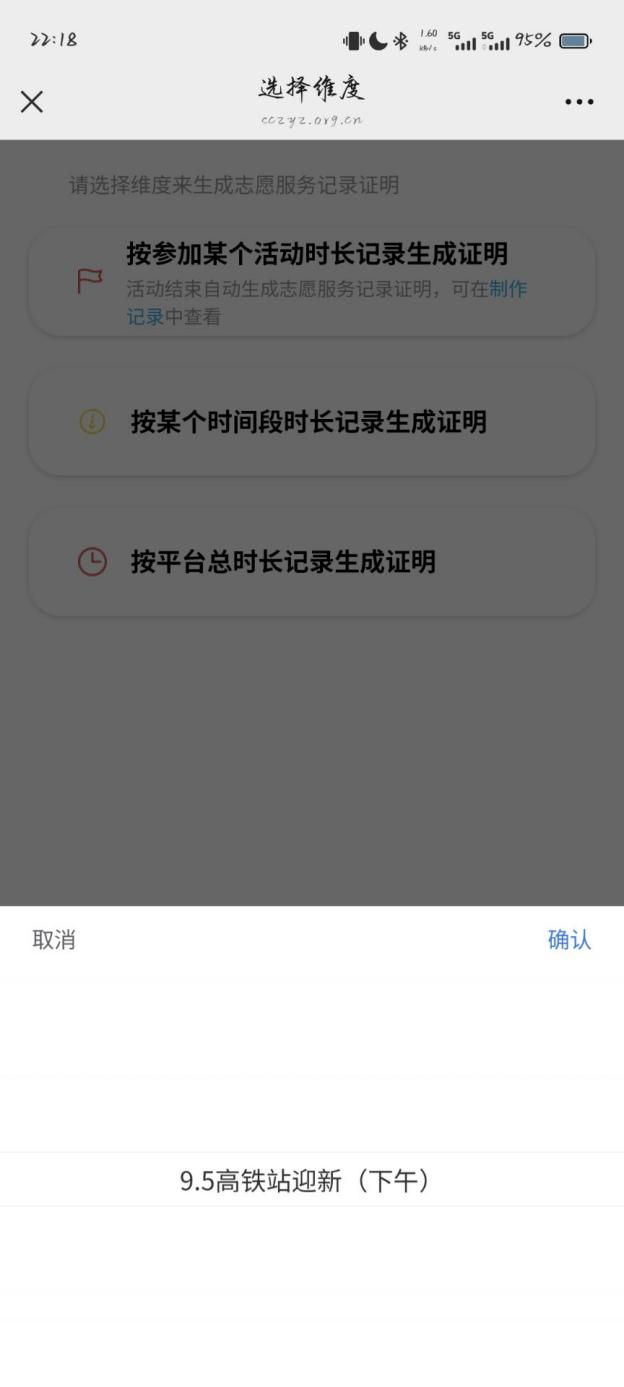 22:18
1.60
kB/s
5G
5G
95%
选择维度
cczyz.org.cn
请选择维度来生成志愿服务记录证明
按参加某个活动时长记录生成证明
活动结束自动生成志愿服务记录证明，可在制作
记录中查看
按某个时间段时长记录生成证明
按平台总时长记录生成证明
取消
确认
9.5高铁站迎新（下午）